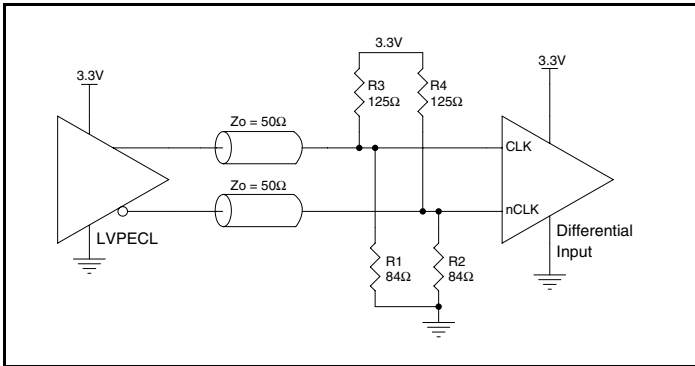 3.3V
3.3V
3.3V
R3
125Ω
R4
125Ω
Zo = 50Ω
CLK
Zo = 50Ω
nCLK
LVPECL
Differential
Input
R1
84Ω
R2
84Ω